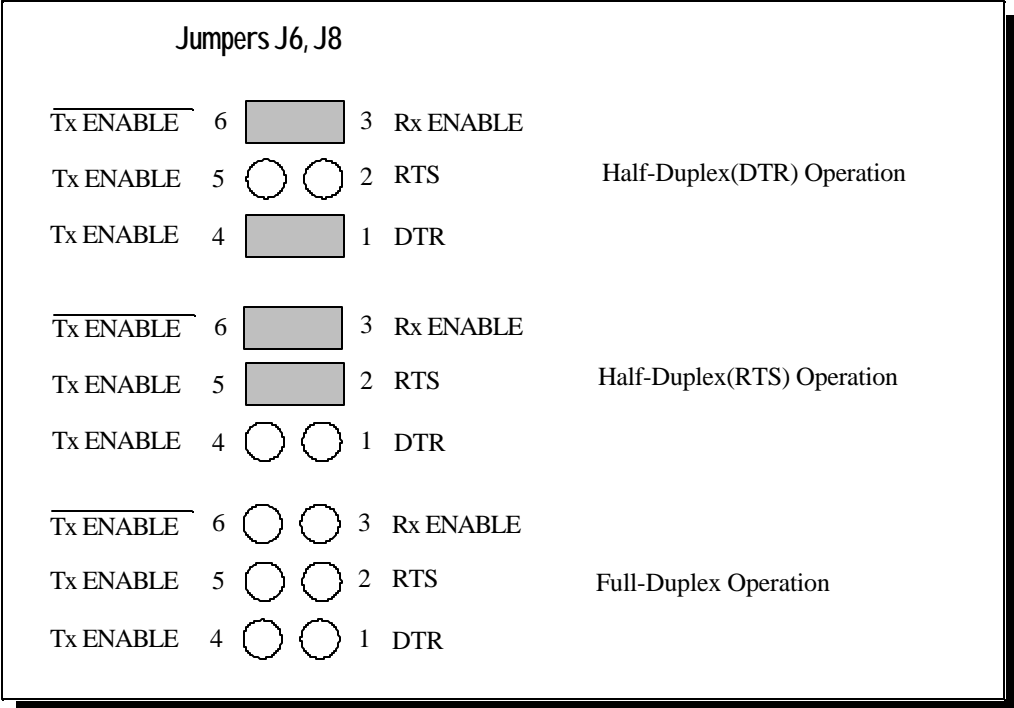 Jumpers J6, J8
Tx ENABLE 6 3 Rx ENABLE
Tx ENABLE 5 2 RTS Half-Duplex(DTR) Operation
Tx ENABLE 4 1 DTR
Tx ENABLE 6 3 Rx ENABLE
Tx ENABLE 5 2 RTS Half-Duplex(RTS) Operation
Tx ENABLE 4 1 DTR
Tx ENABLE 6 3 Rx ENABLE
Tx ENABLE 5 2 RTS Full-Duplex Operation
Tx ENABLE 4 1 DTR